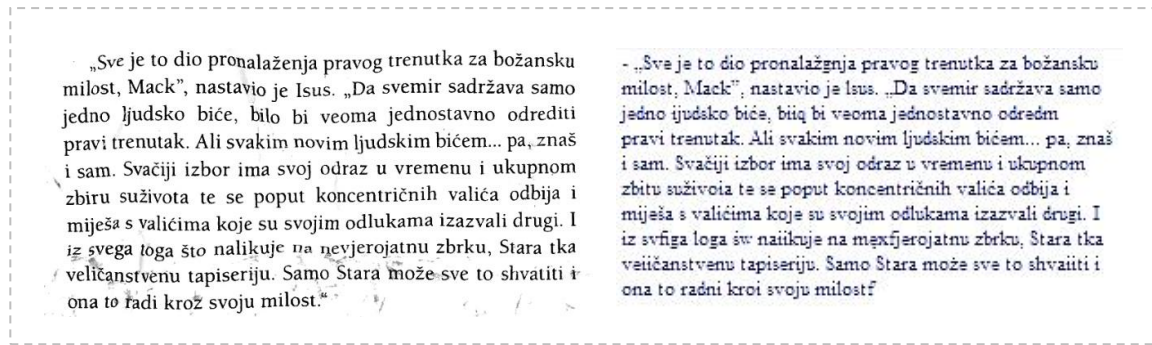 „Sve je to dio pronalaženja pravog trenutka za božansku
milost, Mack”, nastavio je Isus. „Da svemir sadržava samo
jedno ljudsko biće, bilo bi veoma jednostavno odrediti
pravi trenutak. Ali svakim novim ljudskim bićem... pa, znaš
i sam. Svačiji izbor ima svoj odraz u vremenu i ukupnom
zbiru suživota te se poput koncentričnih valića odbija i
miješa s valićima koje su svojim odlukama izazvali drugi. I
iz svega toga što nalikuje na nevjerojatnu zbrku, Stara tka
veličanstvenu tapiseriju. Samo Stara može sve to shvatiti i
ona to radi kroz svoju milost.“
- „Sve je to dio pronalažgnja pravog trenutka za božansku
milost, Mack”, nastavio je Isus. „Da svemir sadržava samo
jedno ijudsko biće, biiq bi veoma jednostavno odredm
pravi trenutak. Ali svakim novim ljudskim bićem... pa, znaš
i sam. Svačiji izbor ima svoj odraz u vremenu i ukupnom
zbitu suživoia te se poput koncentričnih valića odbija i
miješa s valićima koje su svojim odlukama izazvali drugi. I
iz svfiga loga šw naiikuje na mexfjerojatnu zbrku, Stara tka
veiičanstvenu tapiseriju. Samo Stara može sve to shvaiiti i
ona to radni kroi svoju milostf